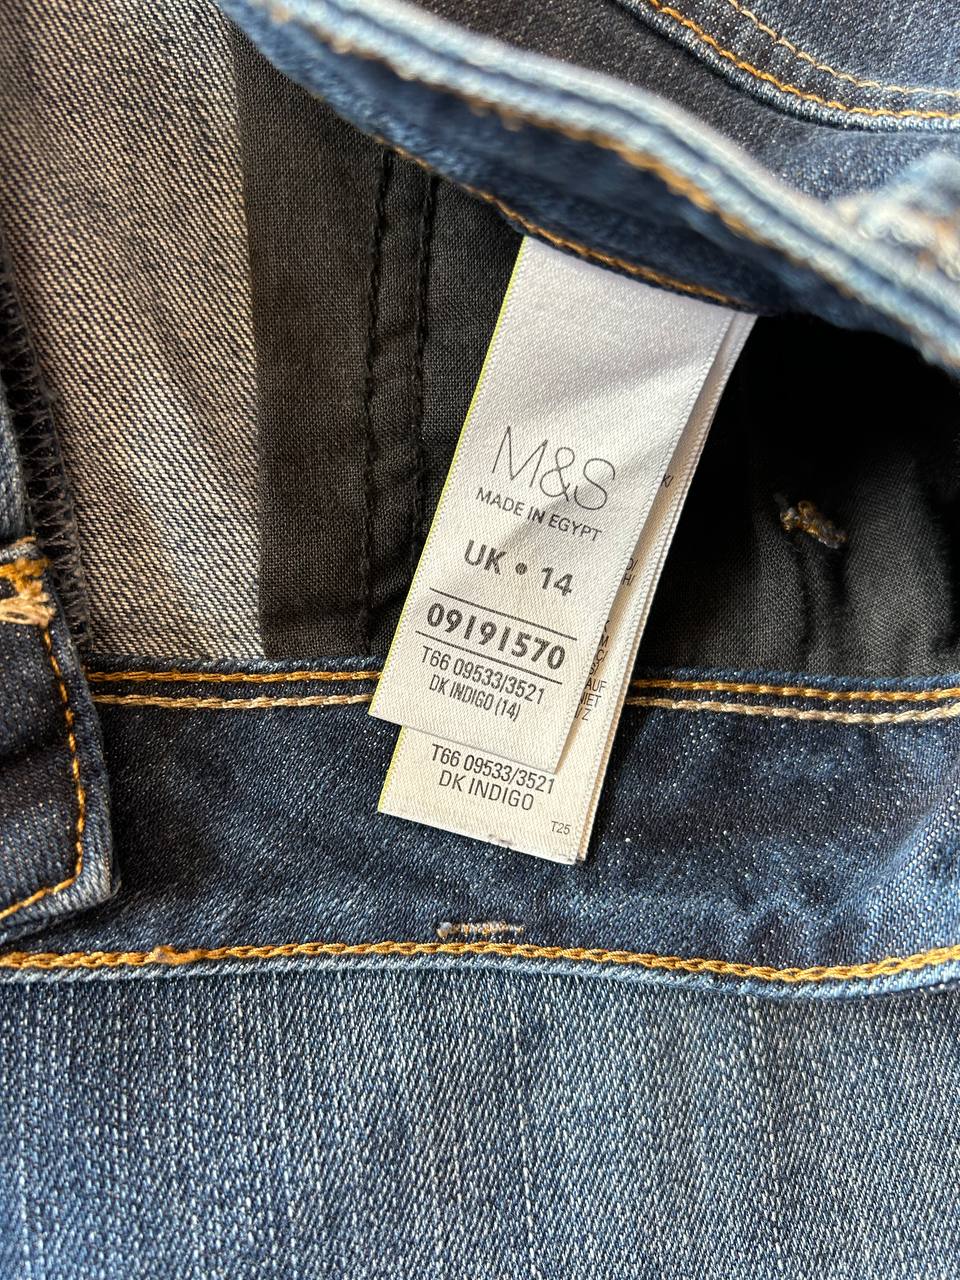 M&S
MADE IN EGYPT
UK • 14
09191570
T66 09533/3521
DK INDIGO (14)
T66 09533/3521
DK INDIGO
T25